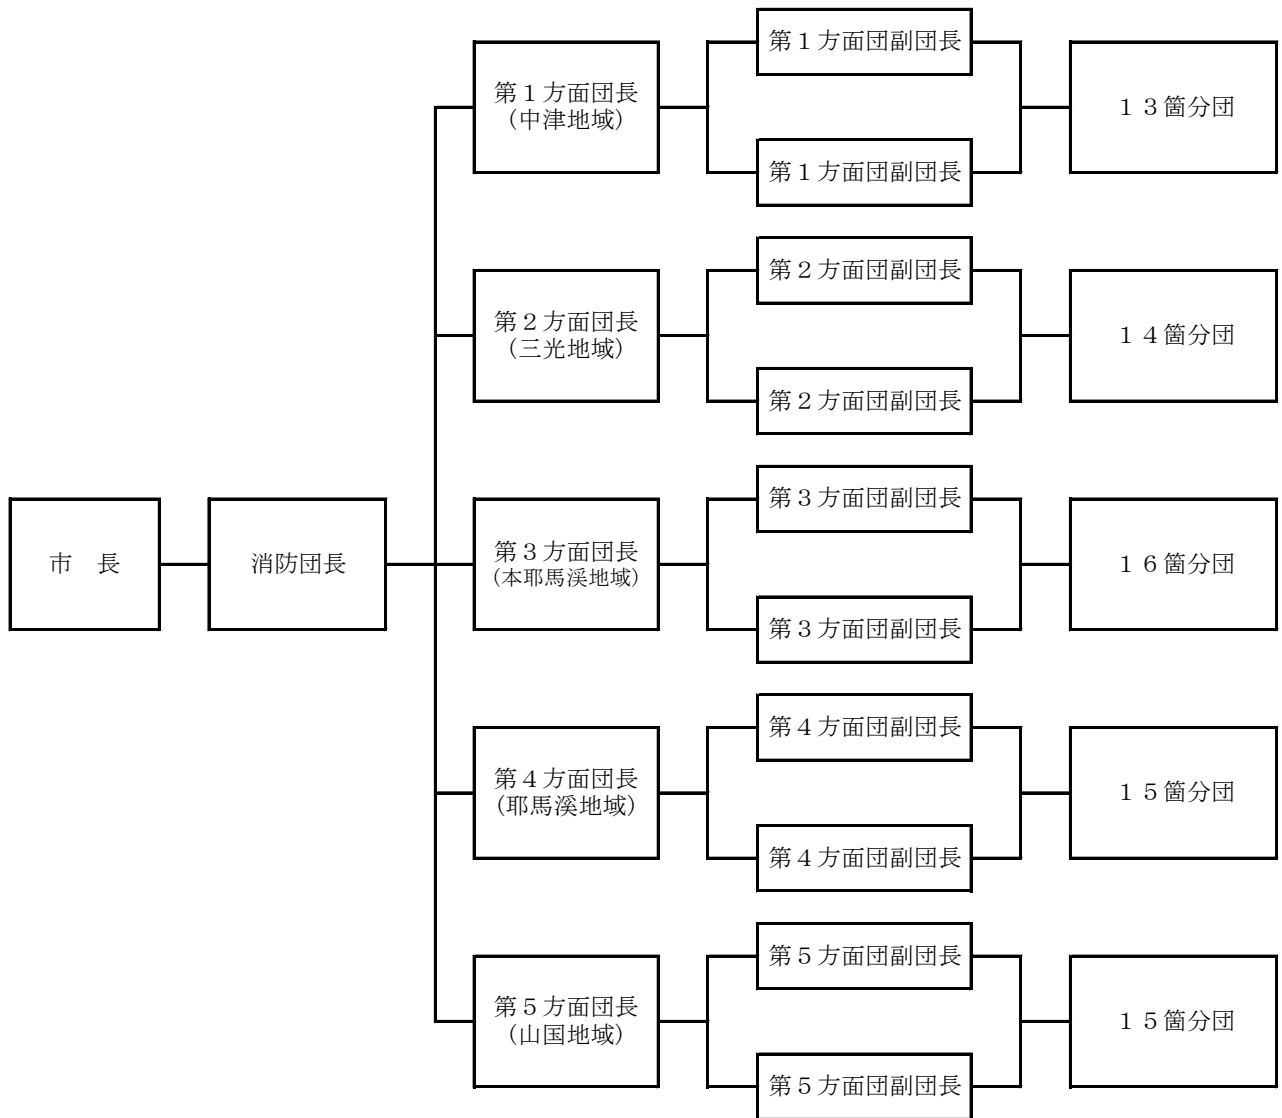 市　長
消防団長
第１方面団長
（中津地域）
第１方面団副団長
第１方面団副団長
１３箇分団
第２方面団長
（三光地域）
第２方面団副団長
第２方面団副団長
１４箇分団
第３方面団長
（本耶馬渓地域）
第３方面団副団長
第３方面団副団長
１６箇分団
第４方面団長
（耶馬渓地域）
第４方面団副団長
第４方面団副団長
１５箇分団
第５方面団長
（山国地域）
第５方面団副団長
第５方面団副団長
１５箇分団